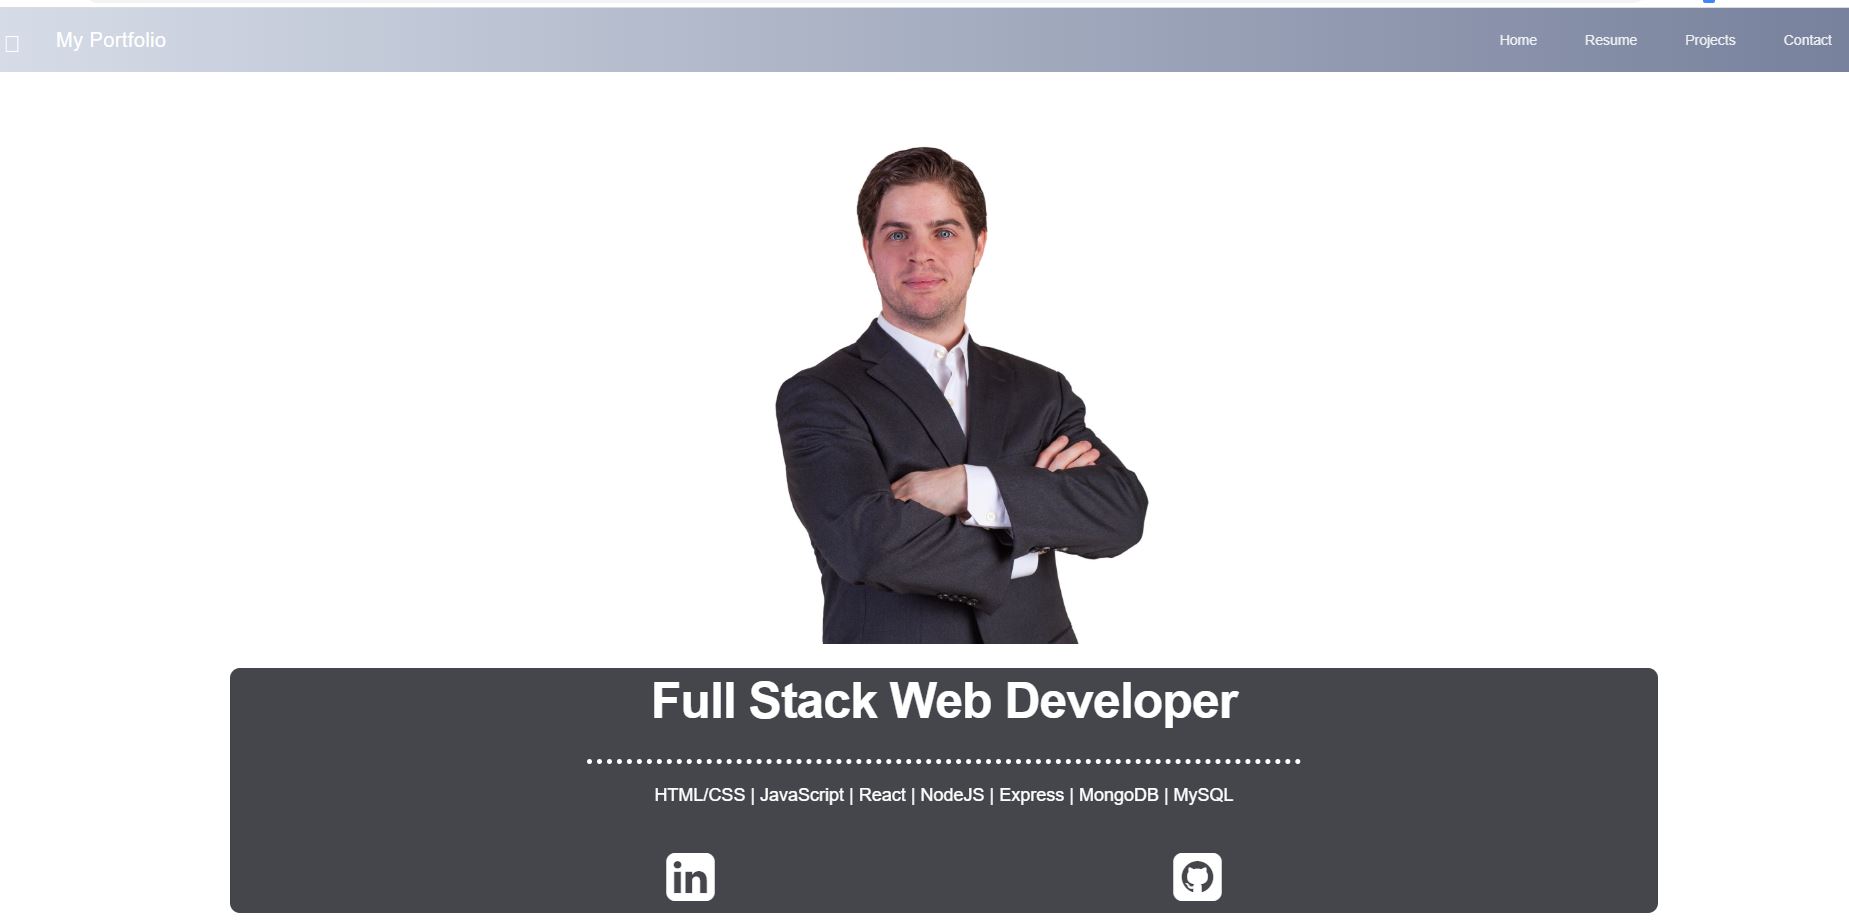 My Portfolio
Home Resume Projects Contact
Full Stack Web Developer
HTML/CSS | JavaScript | React | NodeJS | Express | MongoDB | MySQL
in